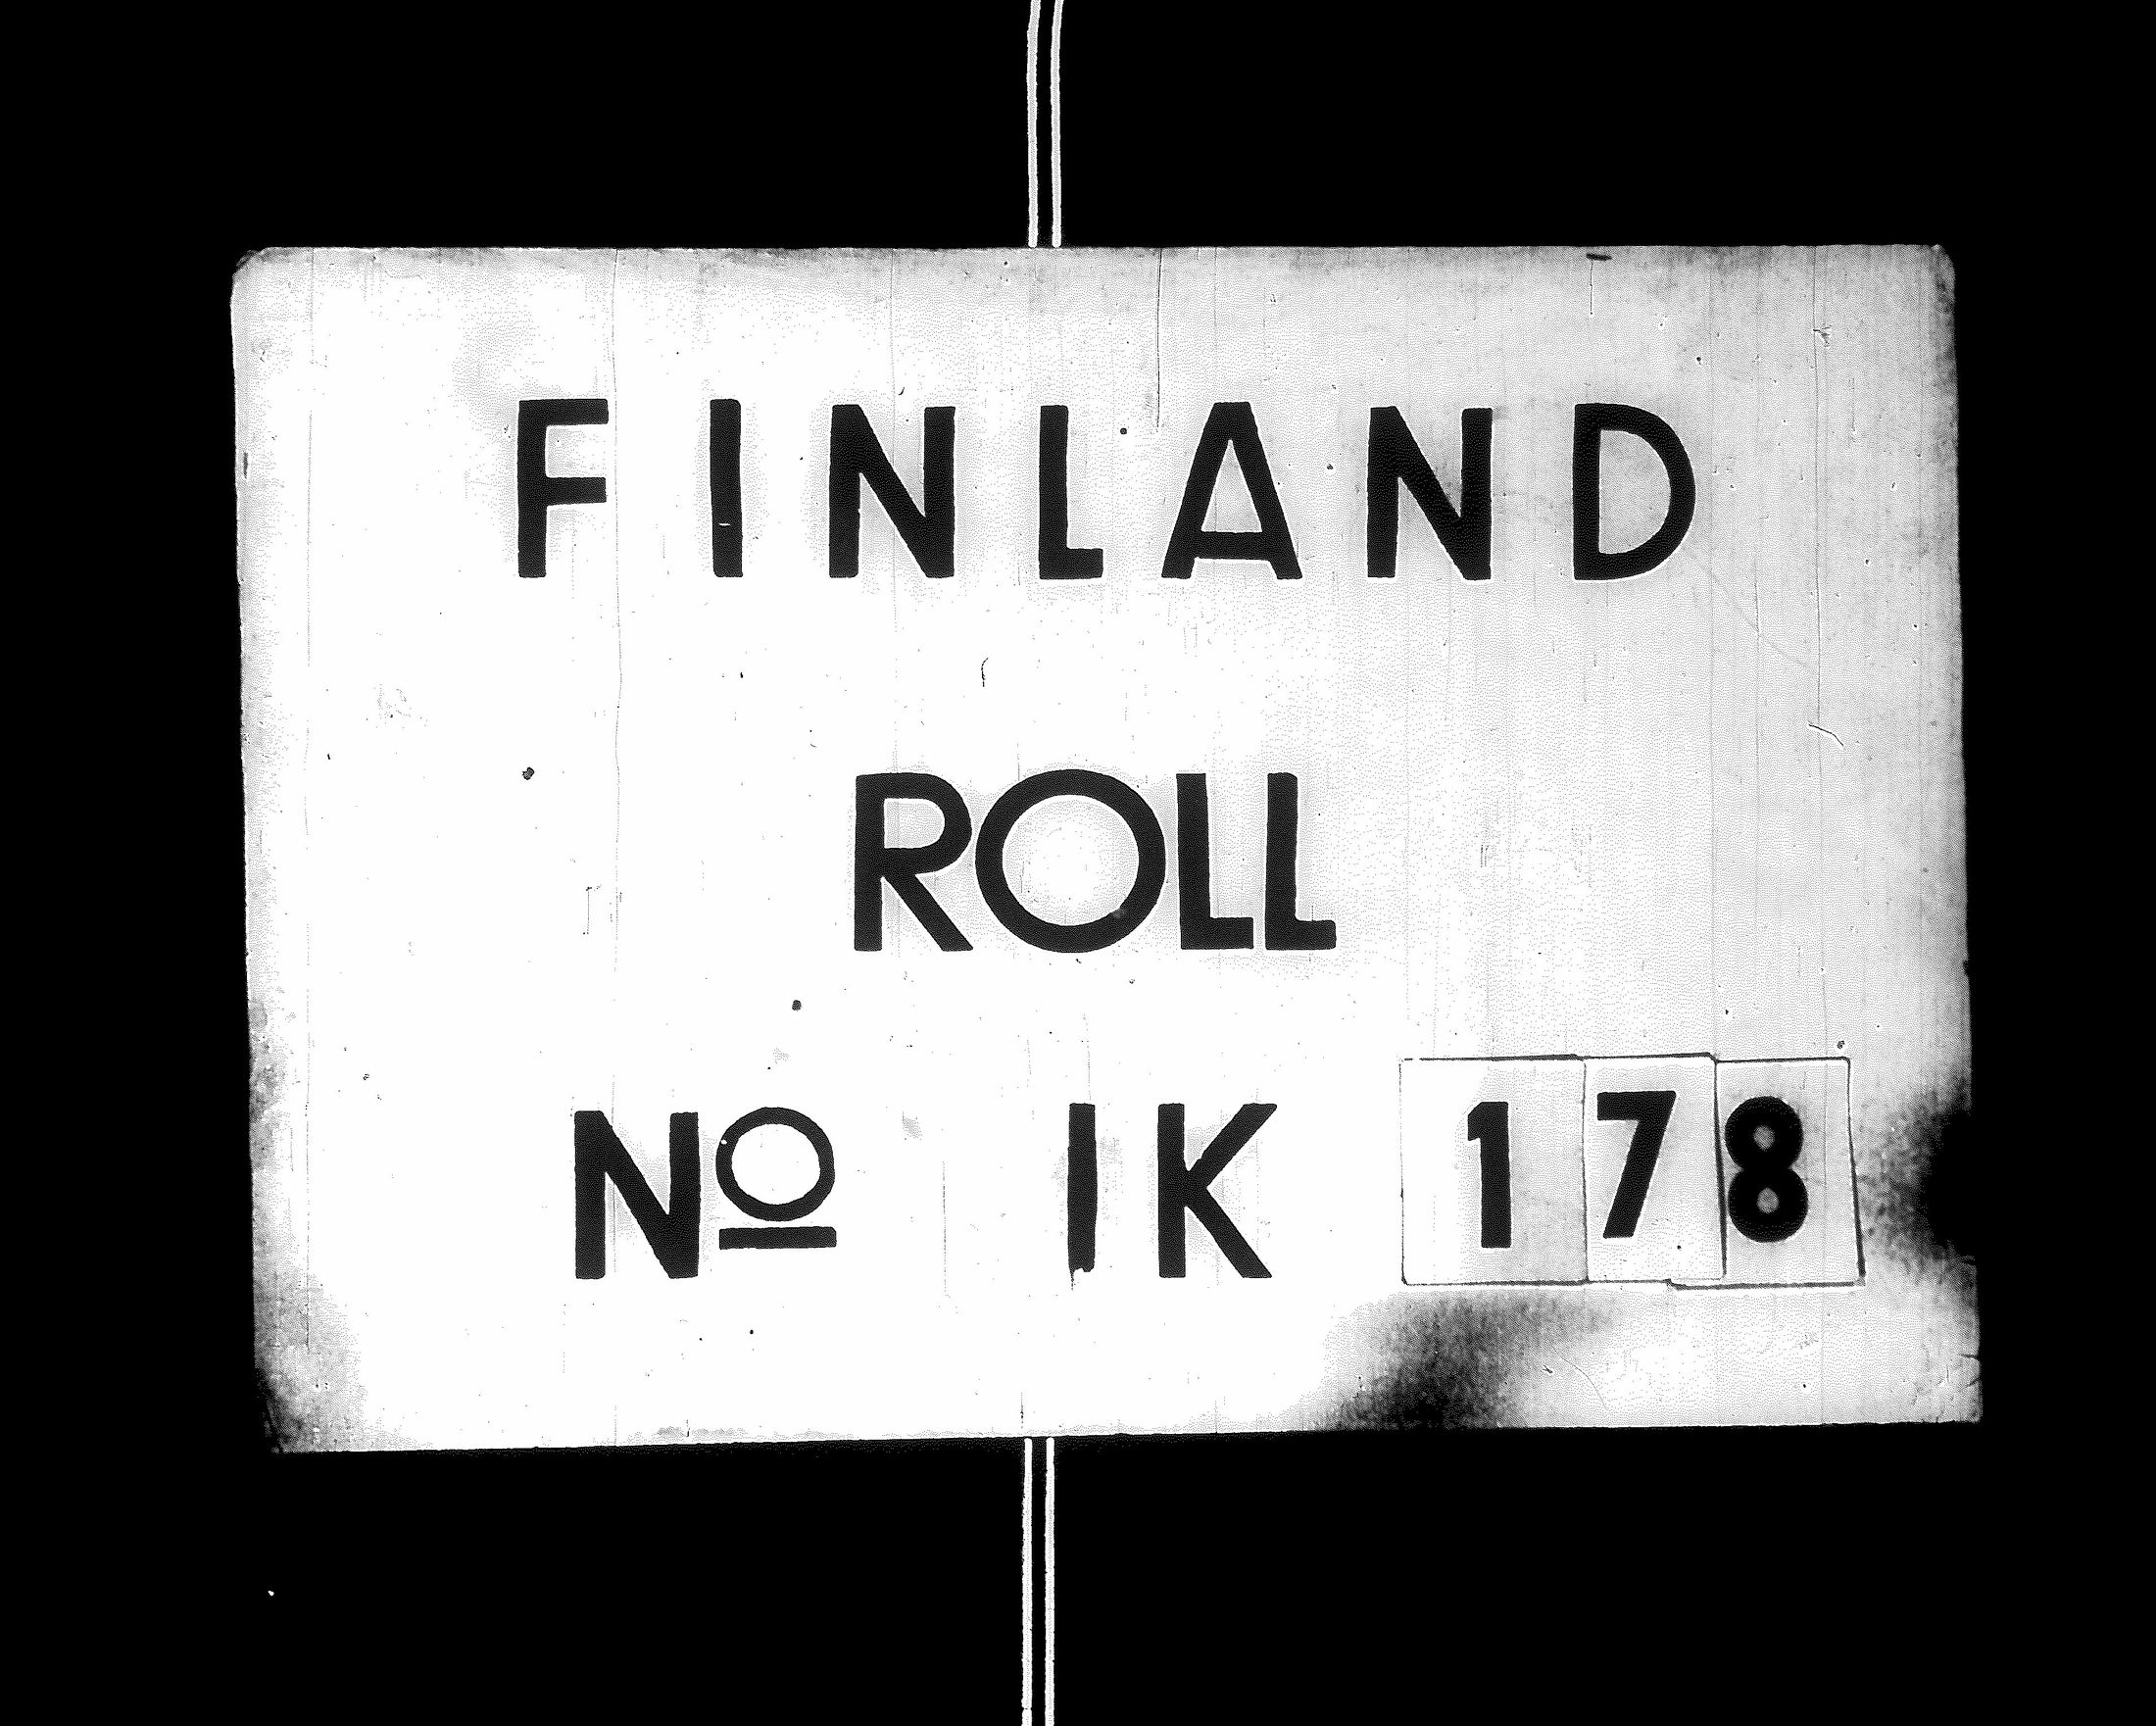 FINLAND
ROLL
Nº IK 178